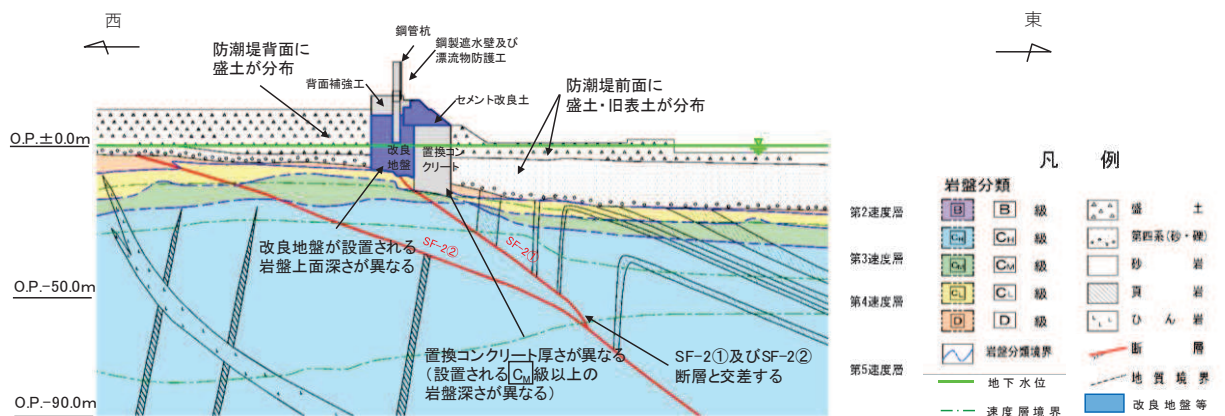 西
東
鋼管杭
鋼製遮水壁及び
漂流物防護工
防潮堤背面に
盛土が分布
背面補強工
セメント改良土
防潮堤前面に
盛土・旧表土が分布
O.P.±0.0m
改良
地盤
置換コン
クリート
凡 例
岩盤分類
B B 級
CH CH 級
CM CM 級
CL CL 級
D D 級
岩盤分類境界
地下水位
速度層境界
盛 土
第四系(砂・礫)
砂 岩
頁 岩
ひ ん 岩
断 層
地質境界
改良地盤等
第2速度層
第3速度層
第4速度層
第5速度層
改良地盤が設置される
岩盤上面深さが異なる
SF-2②
SF-2①
O.P.-50.0m
置換コンクリート厚さが異なる
(設置されるCM級以上の
岩盤深さが異なる)
SF-2①及びSF-2②
断層と交差する
O.P.-90.0m